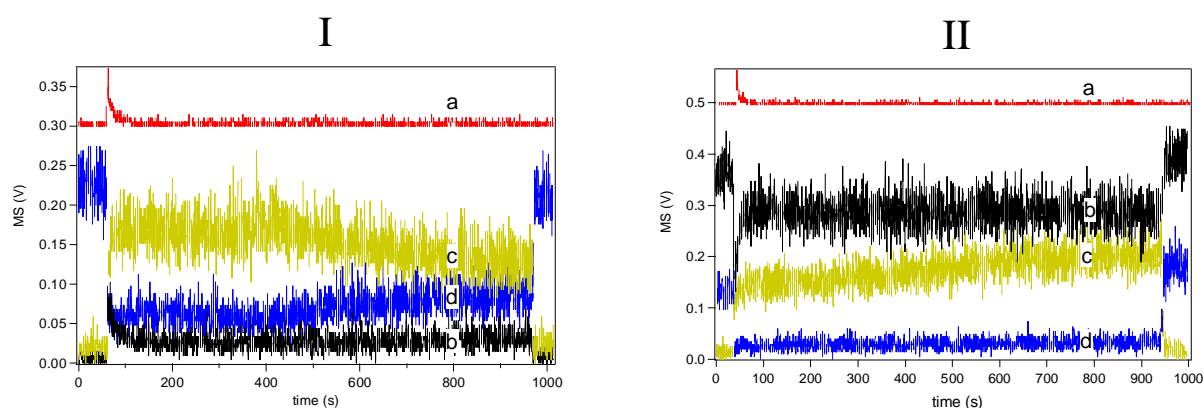 I
MS (V)
0.35
0.30
0.25
0.20
0.15
0.10
0.05
0.00
a
c
d
b
0 200 400 600 800 1000
time (s)
II
MS (V)
0.5
0.4
0.3
0.2
0.1
0.0
a
b
c
d
0 100 200 300 400 500 600 700 800 900 1000
time (s)